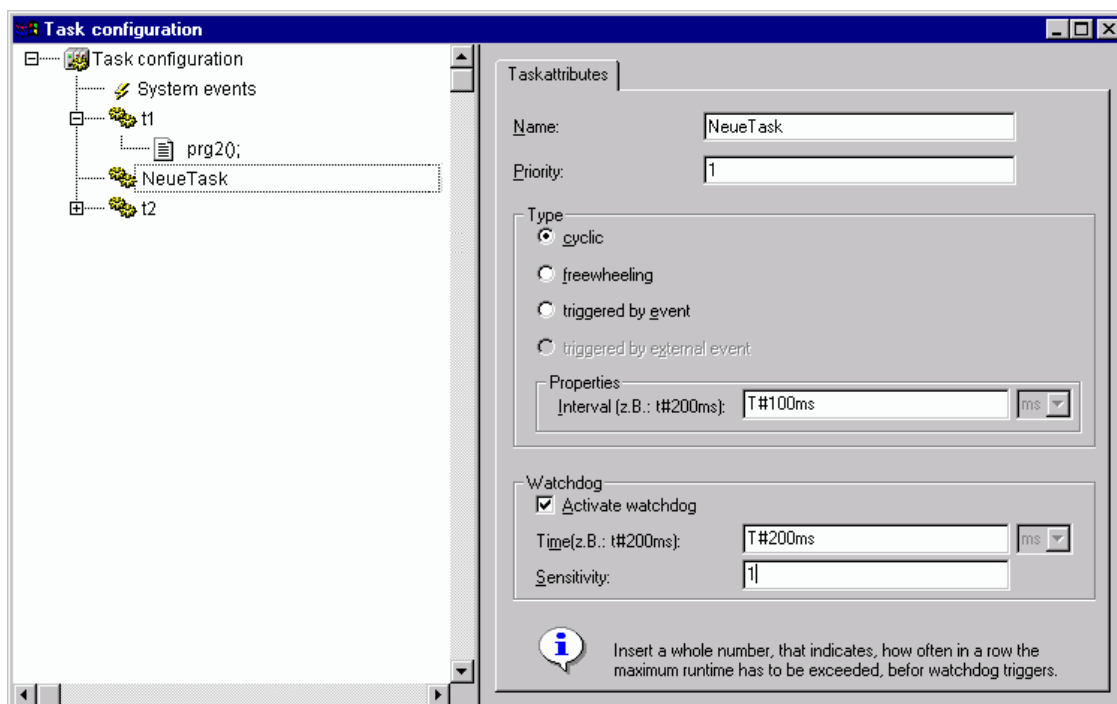 Task configuration
Task configuration
System events
t1
prg2();
NeueTask
t2
Taskattributes
Name:
NeueTask
Priority:
1
Type
cyclic
freewheeling
triggered by event
triggered by external event
Properties
Interval (z.B.: t#200ms):
T#100ms
ms
Watchdog
Activate watchdog
Time(z.B.: t#200ms):
T#200ms
ms
Sensitivity:
1
Insert a whole number, that indicates, how often in a row the
maximum runtime has to be exceeded, befor watchdog triggers.